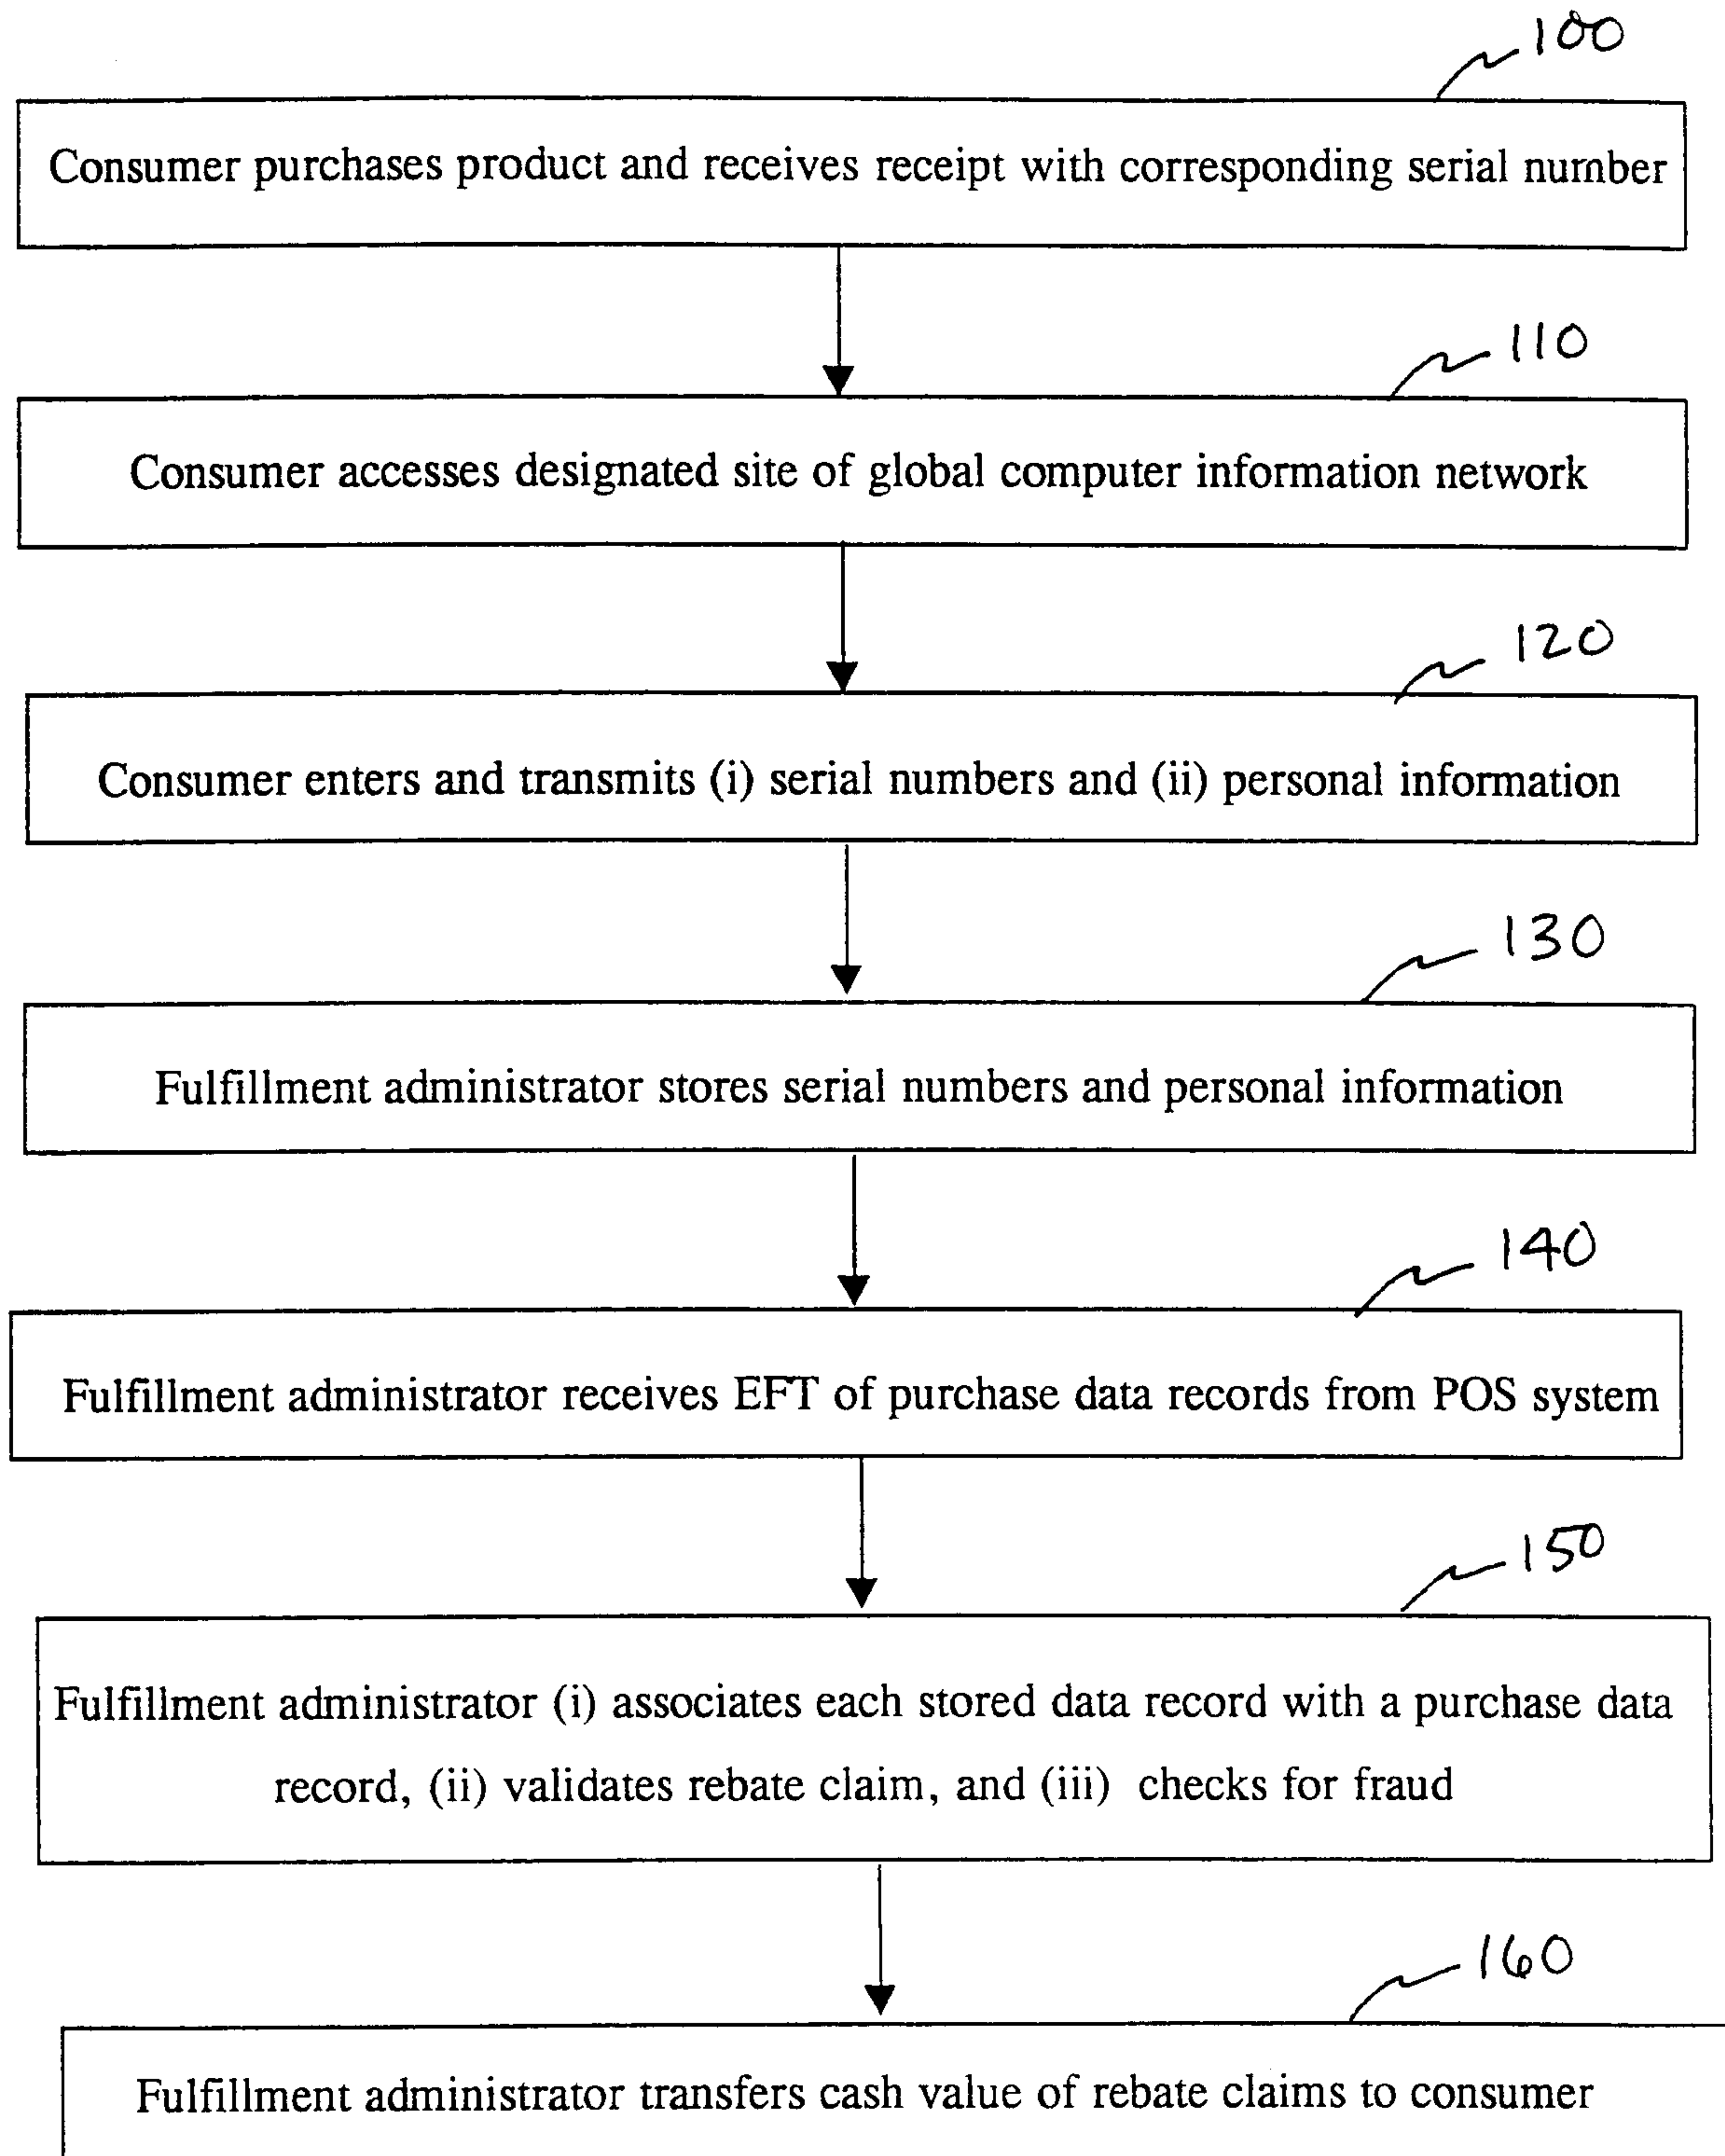 100
Consumer purchases product and receives receipt with corresponding serial number
110
Consumer accesses designated site of global computer information network
120
Consumer enters and transmits (i) serial numbers and (ii) personal information
130
Fulfillment administrator stores serial numbers and personal information
140
Fulfillment administrator receives EFT of purchase data records from POS system
150
Fulfillment administrator (i) associates each stored data record with a purchase data
record, (ii) validates rebate claim, and (iii) checks for fraud
160
Fulfillment administrator transfers cash value of rebate claims to consumer